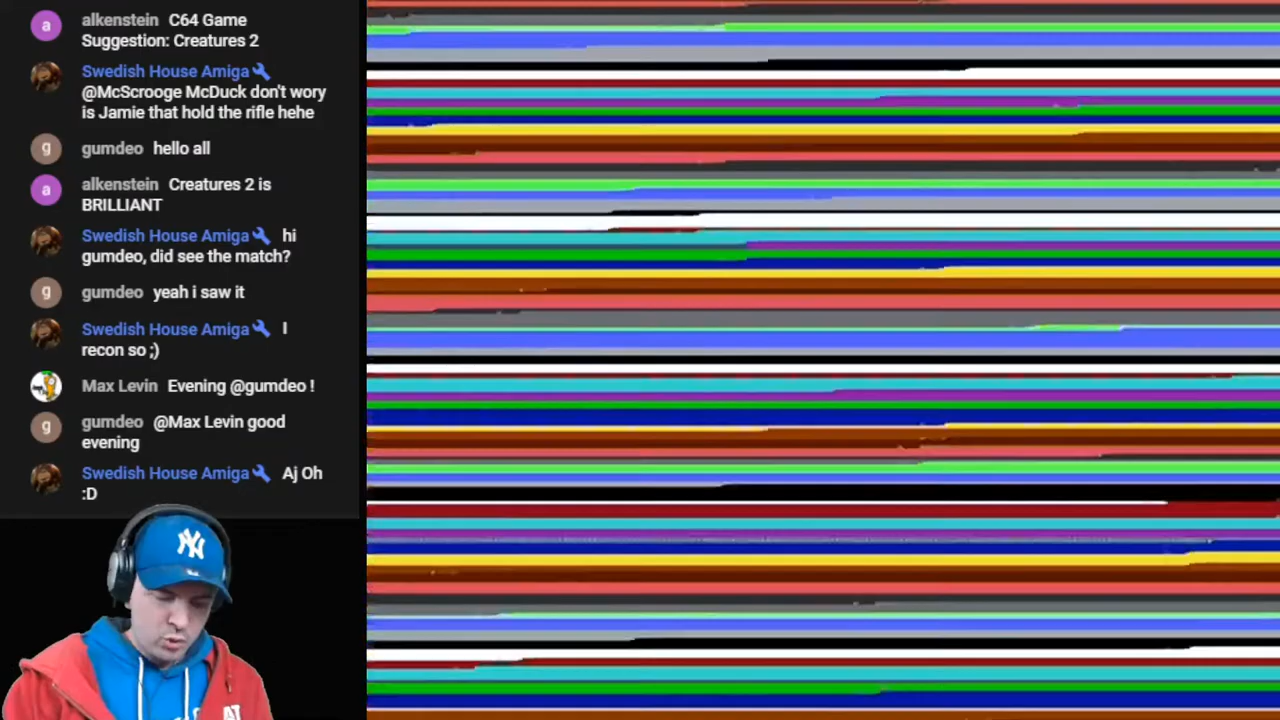 alkenstein C64 Game
Suggestion: Creatures 2
Swedish House Amiga
@McScrooge McDuck don't wory
is Jamie that hold the rifle hehe
gumdeo hello all
alkenstein Creatures 2 is
BRILLIANT
Swedish House Amiga hi
gumdeo, did see the match?
gumdeo yeah i saw it
Swedish House Amiga I
recon so ;)
Max Levin Evening @gumdeo !
gumdeo @Max Levin good
evening
Swedish House Amiga Aj Oh
:D
a
g
a
g
g
NY
AT